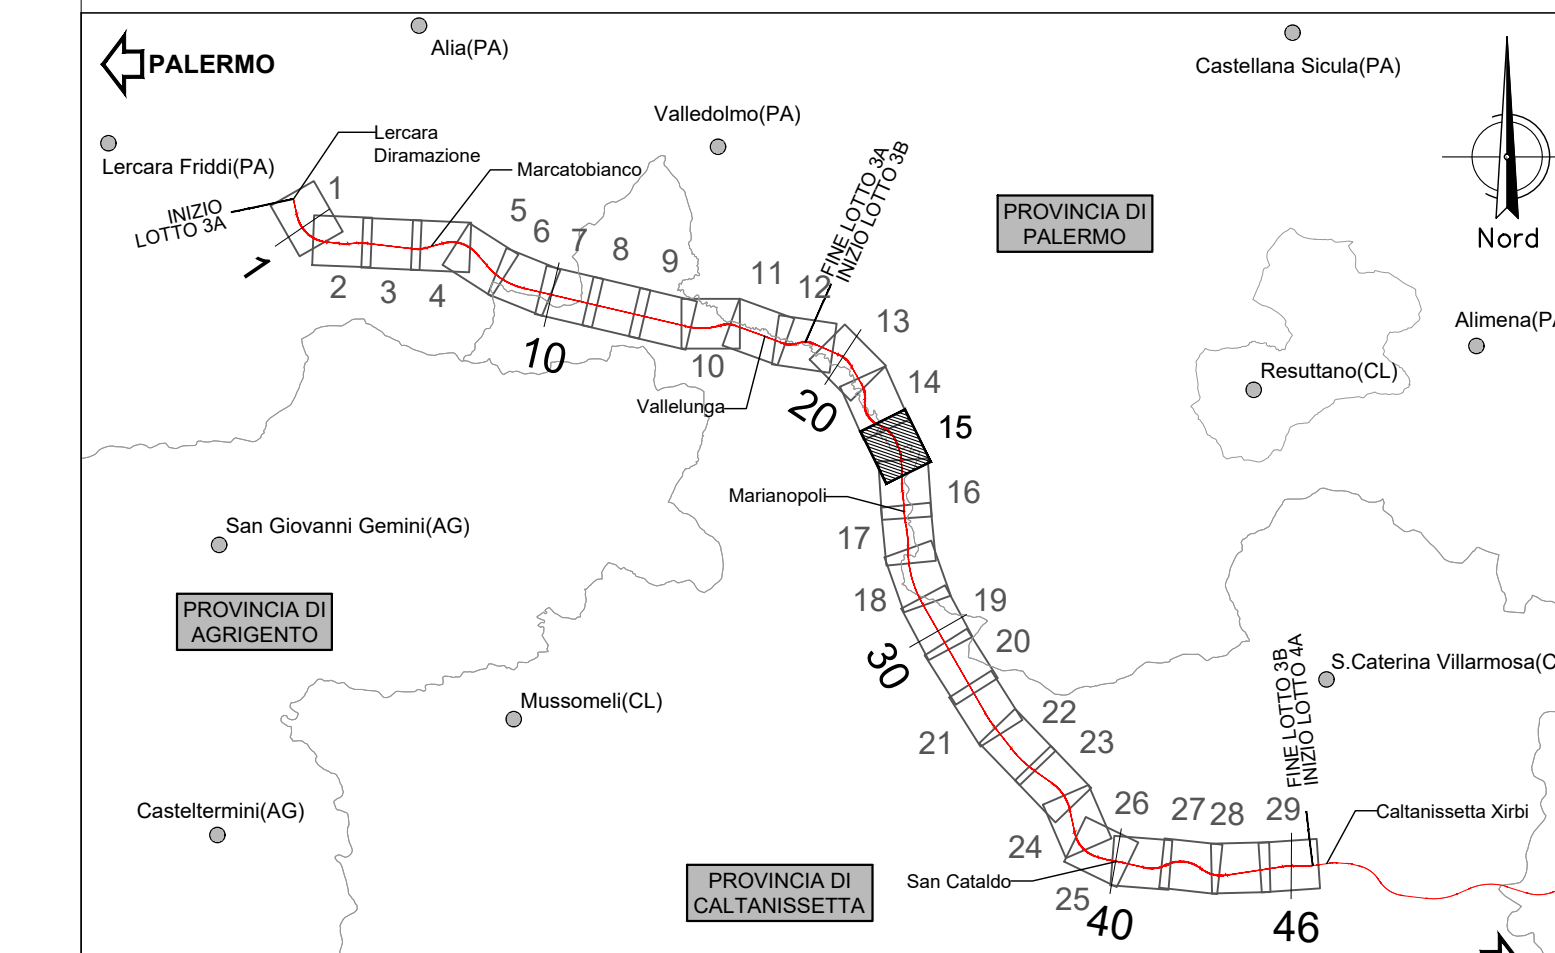 Alia(PA)
PALERMO
Castellana Sicula(PA)
Valledolmo(PA)
Lercara
Diramazione
Lercara Friddi(PA)
Marcatobianco
INIZIO
LOTTO 3A
FINE LOTTO 3A
INIZIO LOTTO 3B
PROVINCIA DI
PALERMO
Nord
1
1
2
3
4
5
6
7
8
9
10
10
11
12
13
14
15
16
17
18
19
20
20
21
22
23
24
25
26
27
28
29
30
40
46
Alimena(PA
Resuttano(CL)
Vallelunga
Marianopoli
San Giovanni Gemini(AG)
PROVINCIA DI
AGRIGENTO
Mussomeli(CL)
S.Caterina Villarmosa(C
FINE LOTTO 3B
INIZIO LOTTO 4A
Casteltermini(AG)
Caltanissetta Xirbi
PROVINCIA DI
CALTANISSETTA
San Cataldo